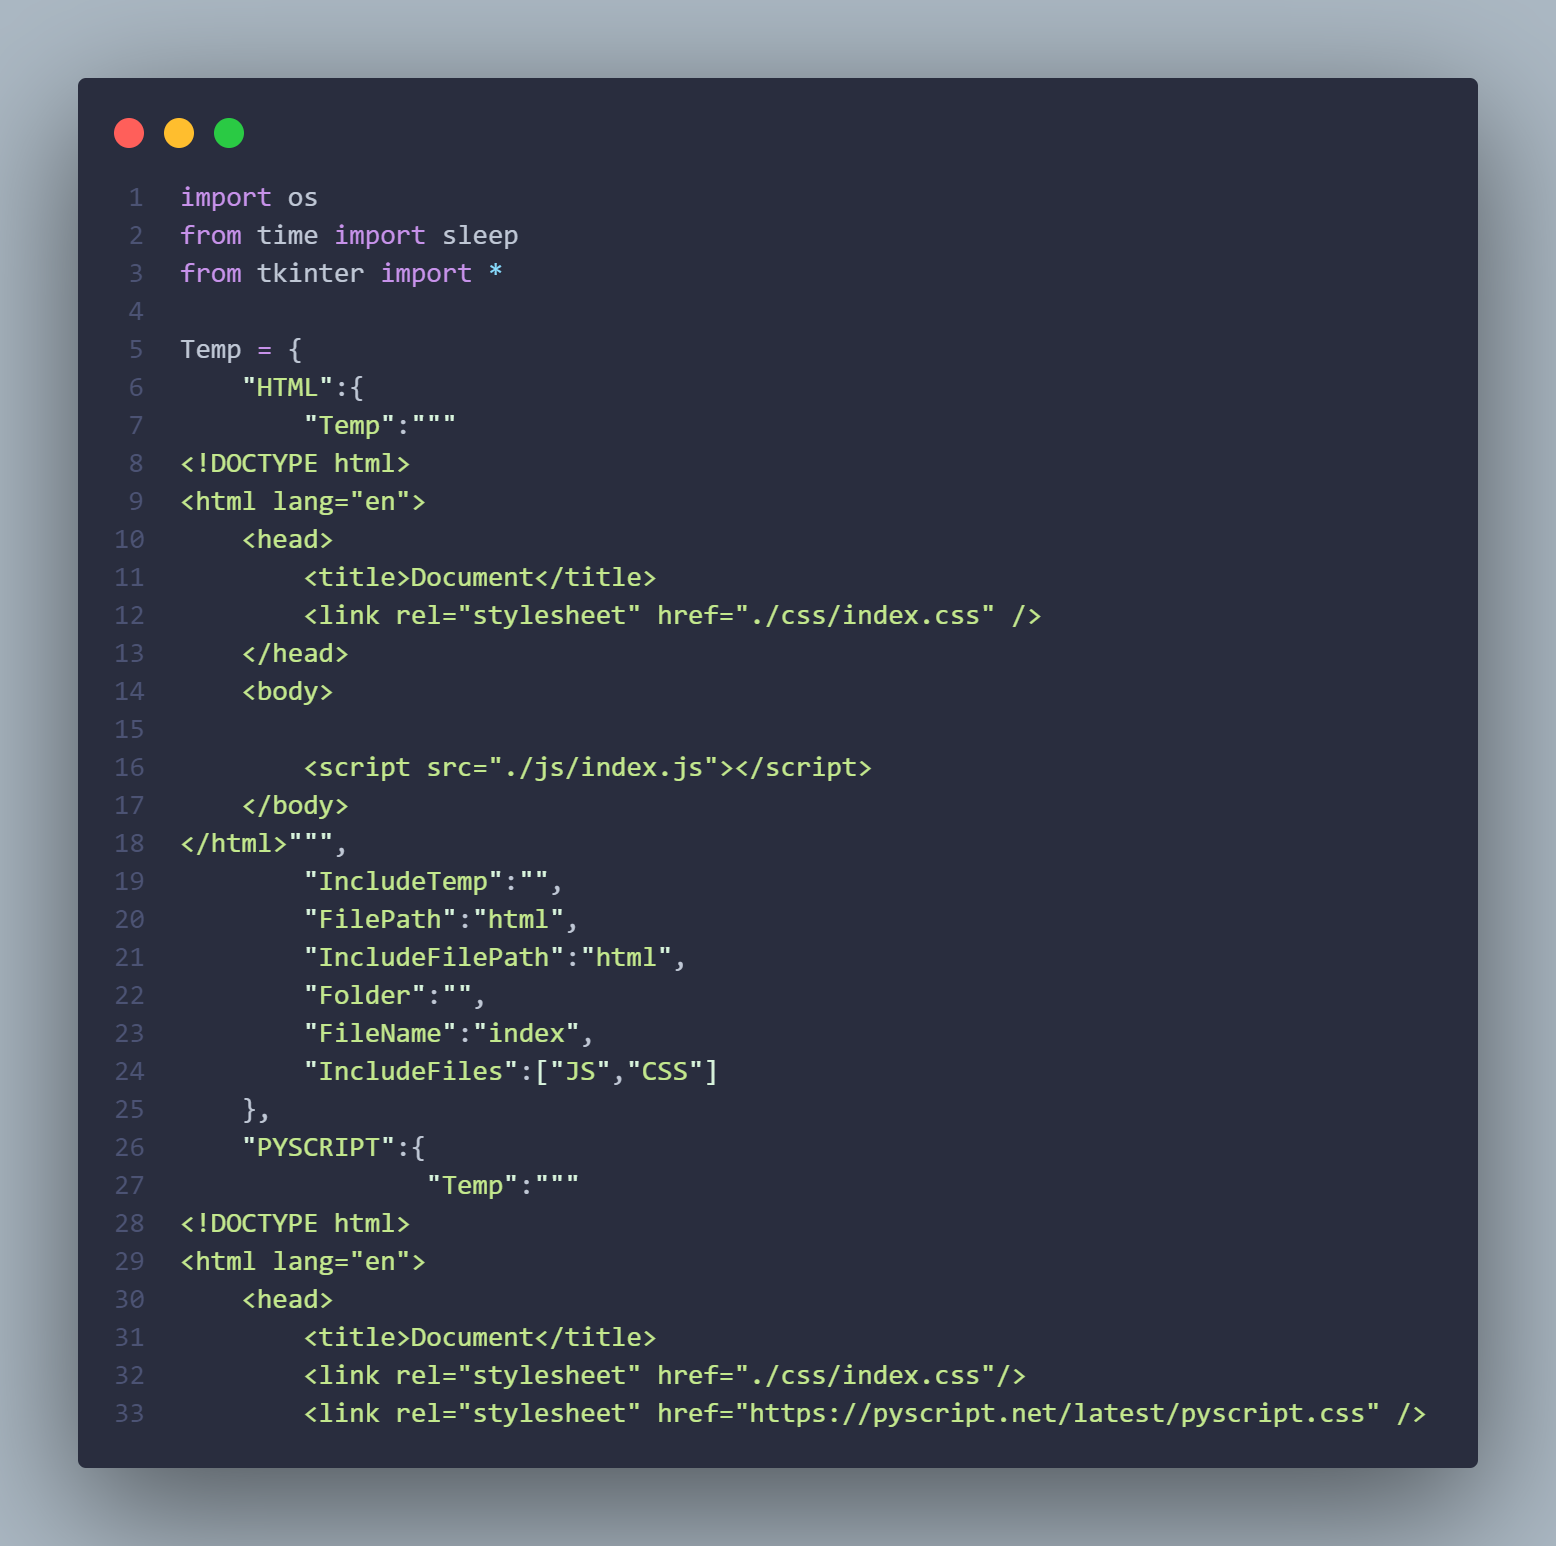 1 import os
2 from time import sleep
3 from tkinter import *
4
5 Temp = {
6     "HTML":{
7         "Temp":"""
8 <!DOCTYPE html>
9 <html lang="en">
10     <head>
11         <title>Document</title>
12         <link rel="stylesheet" href="./css/index.css" />
13     </head>
14     <body>
15
16         <script src="./js/index.js"></script>
17     </body>
18 </html>""",
19         "IncludeTemp":"",
20         "FilePath":"html",
21         "IncludeFilePath":"html",
22         "Folder":"",
23         "FileName":"index",
24         "IncludeFiles":["JS","CSS"]
25     },
26     "PYSCRIPT":{
27                 "Temp":"""
28 <!DOCTYPE html>
29 <html lang="en">
30     <head>
31         <title>Document</title>
32         <link rel="stylesheet" href="./css/index.css"/>
33         <link rel="stylesheet" href="https://pyscript.net/latest/pyscript.css" />